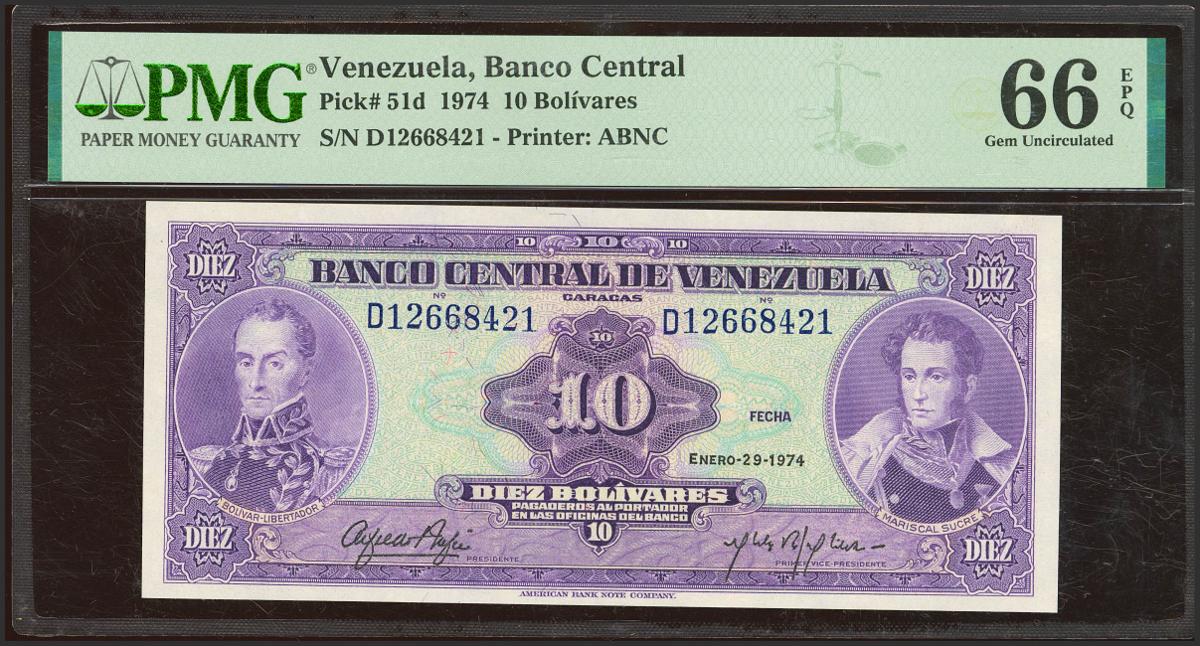 PMG®
PAPER MONEY GUARANTY
Venezuela, Banco Central
Pick# 51d 1974 10 Bolívares
S/N D12668421 - Printer: ABNC
66
EPQ
Gem Uncirculated
10 10 10
DIEZ
DIEZ
BANCO CENTRAL DE VENEZUELA
CARACAS
Nº
Nº
D12668421
D12668421
10
10
FECHA
ENERO-29-1974
BOLÍVAR-LIBERTADOR
MARISCAL SUCRE
DIEZ BOLÍVARES
PAGADEROS AL PORTADOR
EN LAS OFICINAS DEL BANCO
10
DIEZ
DIEZ
PRESIDENTE
PRIMER VICE-PRESIDENTE
AMERICAN BANK NOTE COMPANY.